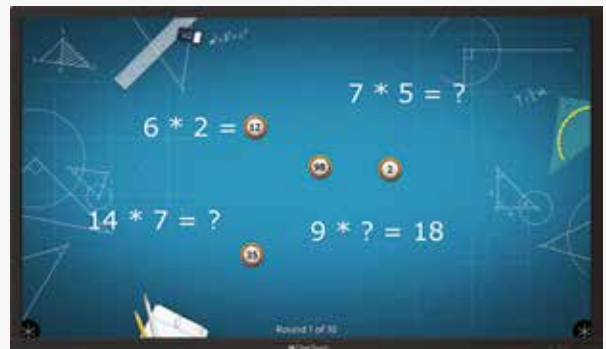 7 * 5 = ?
6 * 2 = 12
98
2
14 * 7 = ?
9 * ? = 18
35
Round 1 of 10